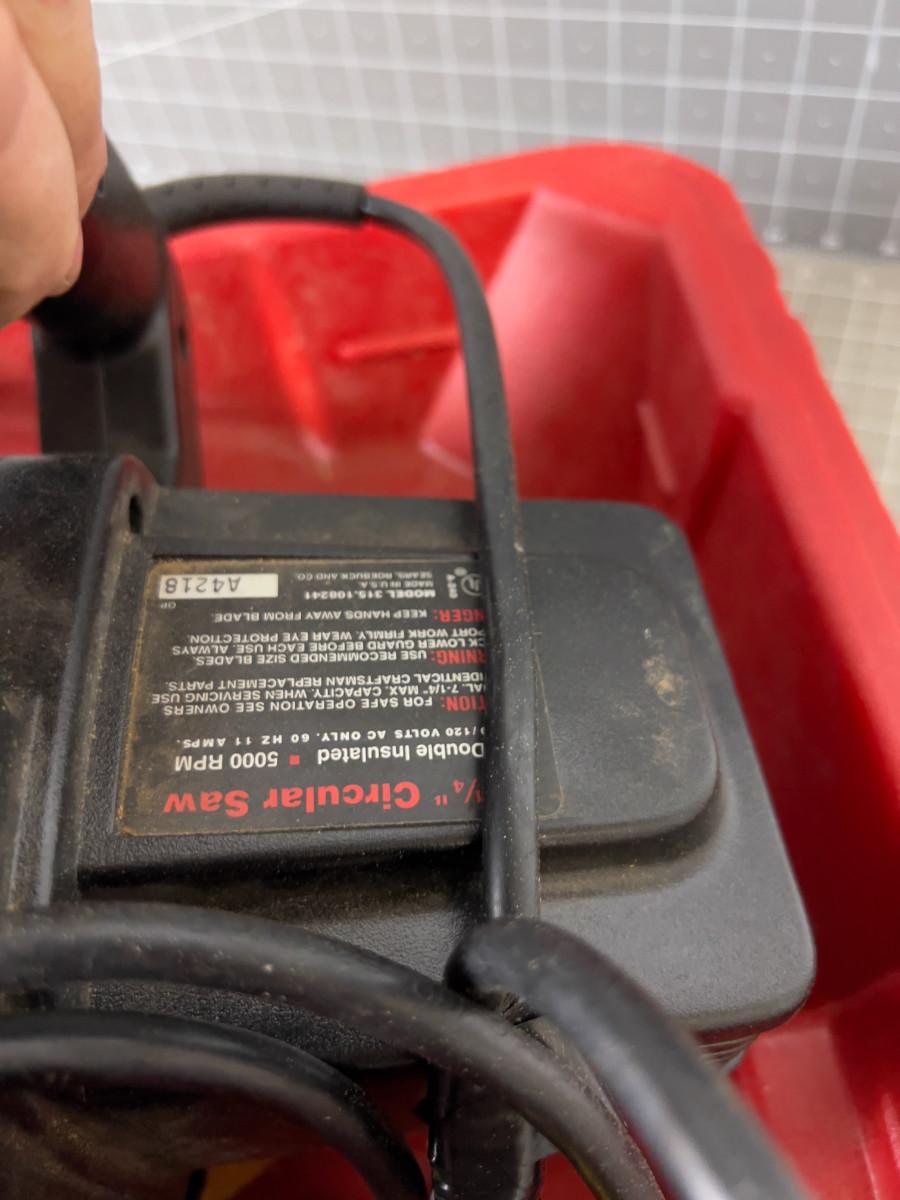 1/4" Circular Saw
Double Insulated ▪ 5000 RPM
/120 VOLTS AC ONLY. 60 HZ 11 AMPS.
TION: FOR SAFE OPERATION SEE OWNERS
AL. 7-1/4" MAX. CAPACITY. WHEN SERVICING USE
IDENTICAL CRAFTSMAN REPLACEMENT PARTS.
RNING: USE RECOMMENDED SIZE BLADES.
CK LOWER GUARD BEFORE EACH USE. ALWAYS
PORT WORK FIRMLY. WEAR EYE PROTECTION.
NGER: KEEP HANDS AWAY FROM BLADE.
UL
MODEL 315.108241
MADE IN U.S.A.
SEARS, ROEBUCK AND CO.
OP
A4218